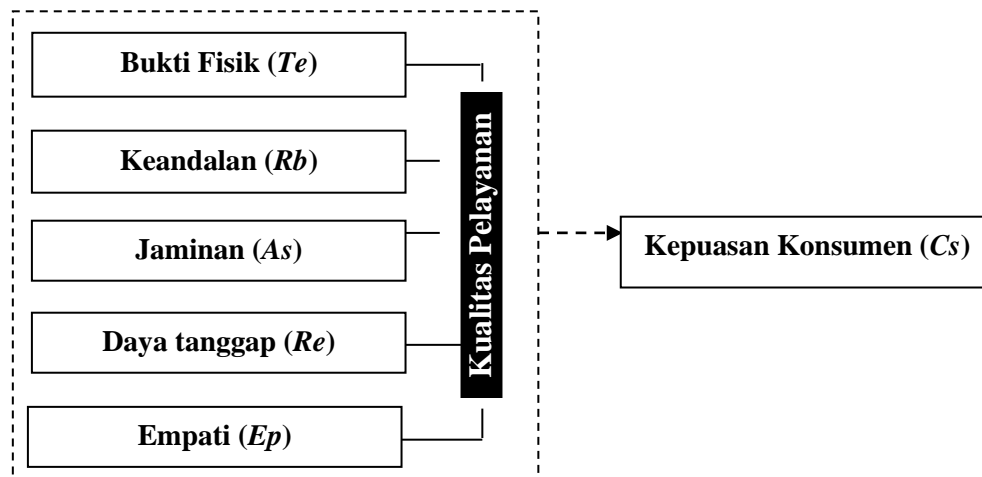 Bukti Fisik (Te)
Keandalan (Rb)
Jaminan (As)
Daya tanggap (Re)
Empati (Ep)
Kualitas Pelayanan
Kepuasan Konsumen (Cs)